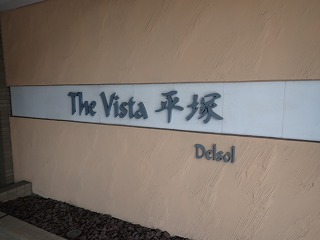 The Vista 平塚
Delsol